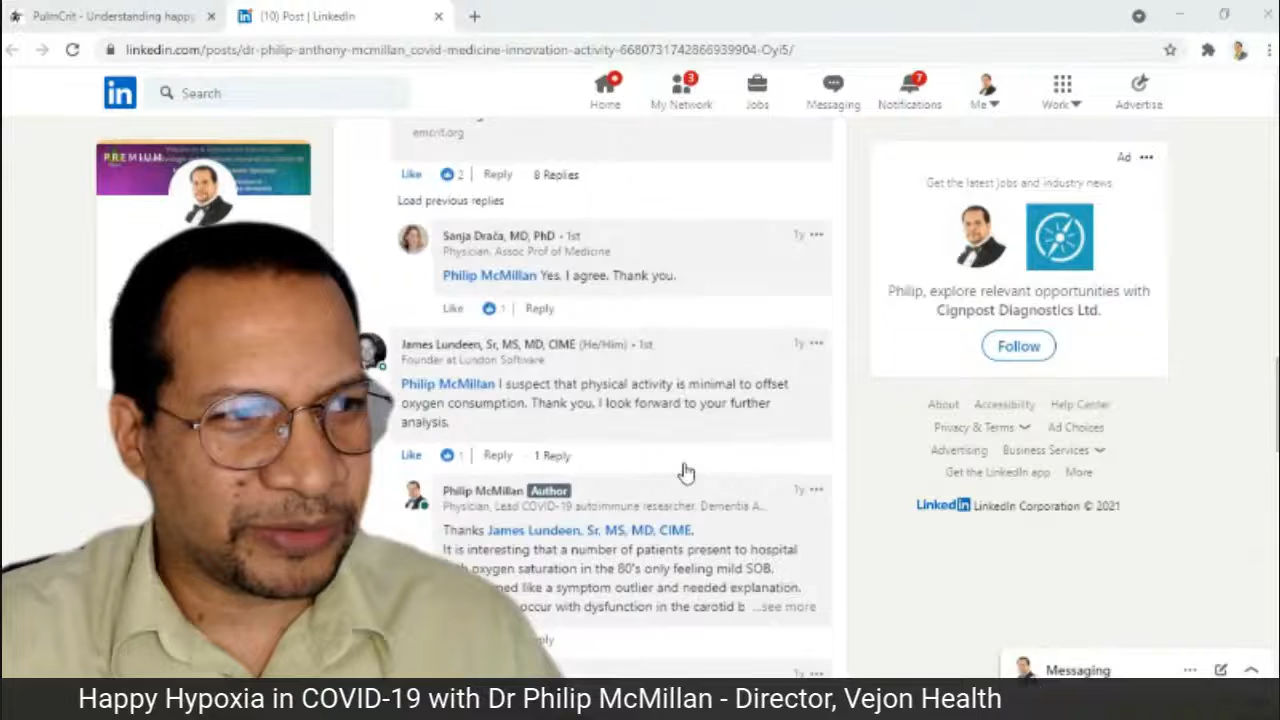 PulmCrit - Understanding happy
(10) Post | LinkedIn
linkedin.com/posts/dr-philip-anthony-mcmillan_covid-medicine-innovation-activity-6680731742866939904-Oyi5/
in
Search
Home
3
My Network
Jobs
Messaging
7
Notifications
Me
Work
Advertise
PREMIUM
emcrit.org
Like 2 | Reply 8 Replies
Load previous replies
Sanja Drača, MD, PhD • 1st
1y
Physician, Assoc Prof of Medicine
Philip McMillan Yes, I agree. Thank you.
Like 1 | Reply
James Lundeen, Sr, MS, MD, CIME (He/Him) • 1st
1y
Founder at Lundon Software
Philip McMillan I suspect that physical activity is minimal to offset
oxygen consumption. Thank you. I look forward to your further
analysis.
Like 1 | Reply · 1 Reply
Philip McMillan Author
1y
Physician, Lead COVID-19 autoimmune researcher, Dementia A...
Thanks James Lundeen, Sr, MS, MD, CIME.
It is interesting that a number of patients present to hospital
oxygen saturation in the 80's only feeling mild SOB.
like a symptom outlier and needed explanation.
occur with dysfunction in the carotid b ...see more
1y
Ad
Get the latest jobs and industry news
Philip, explore relevant opportunities with
Cignpost Diagnostics Ltd.
Follow
About Accessibility Help Center
Privacy & Terms Ad Choices
Advertising Business Services
Get the LinkedIn app More
LinkedIn LinkedIn Corporation © 2021
Messaging
Happy Hypoxia in COVID-19 with Dr Philip McMillan - Director, Vejon Health